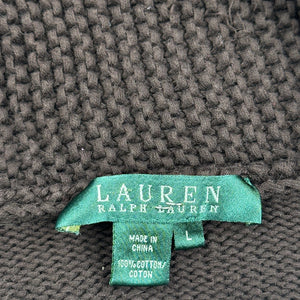 LAUREN
RALPH LAUREN
MADE IN
CHINA
L
100% COTTON/
COTON